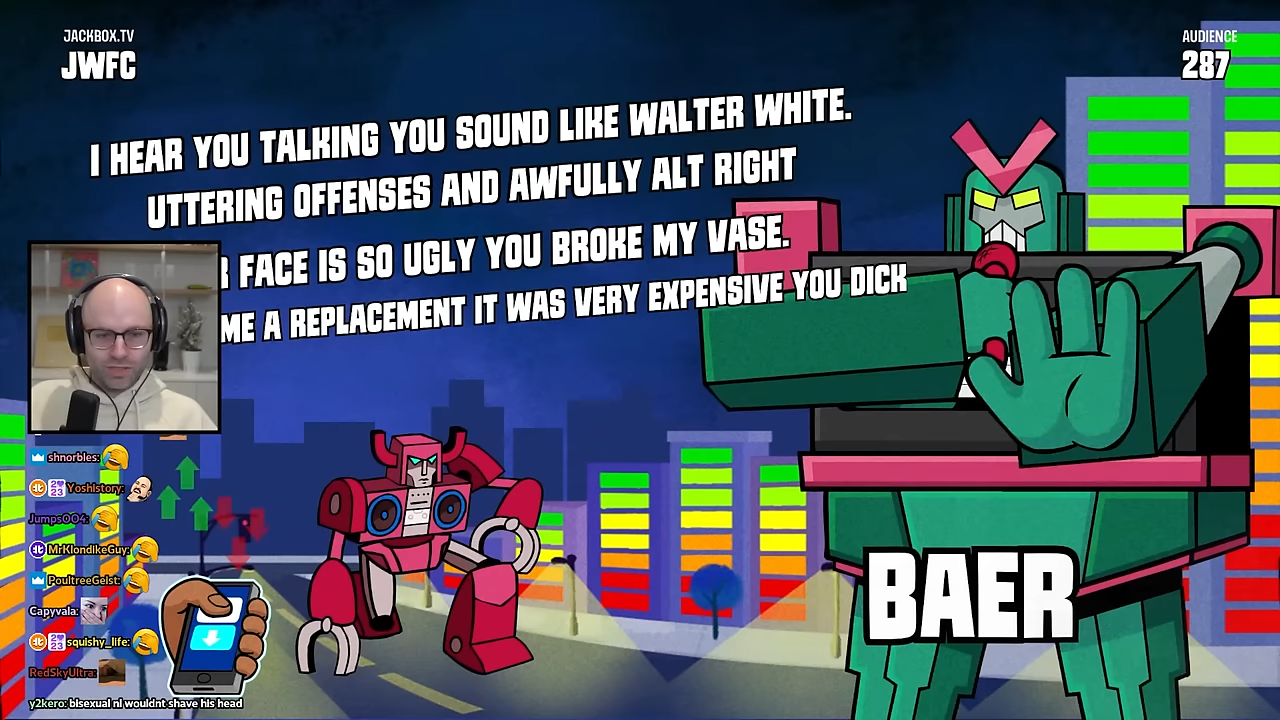 JACKBOX.TV
JWFC
AUDIENCE
287
I HEAR YOU TALKING YOU SOUND LIKE WALTER WHITE.
UTTERING OFFENSES AND AWFULLY ALT RIGHT
FACE IS SO UGLY YOU BROKE MY VASE.
ME A REPLACEMENT IT WAS VERY EXPENSIVE YOU DICK
BAER
shnorbles:
Yoshistory:
JumpsOO4:
MrKlondikeGuy:
PoultreeGeist:
Capyvala:
squishy_life:
RedSkyUltra:
y2kero: bisexual nl wouldnt shave his head